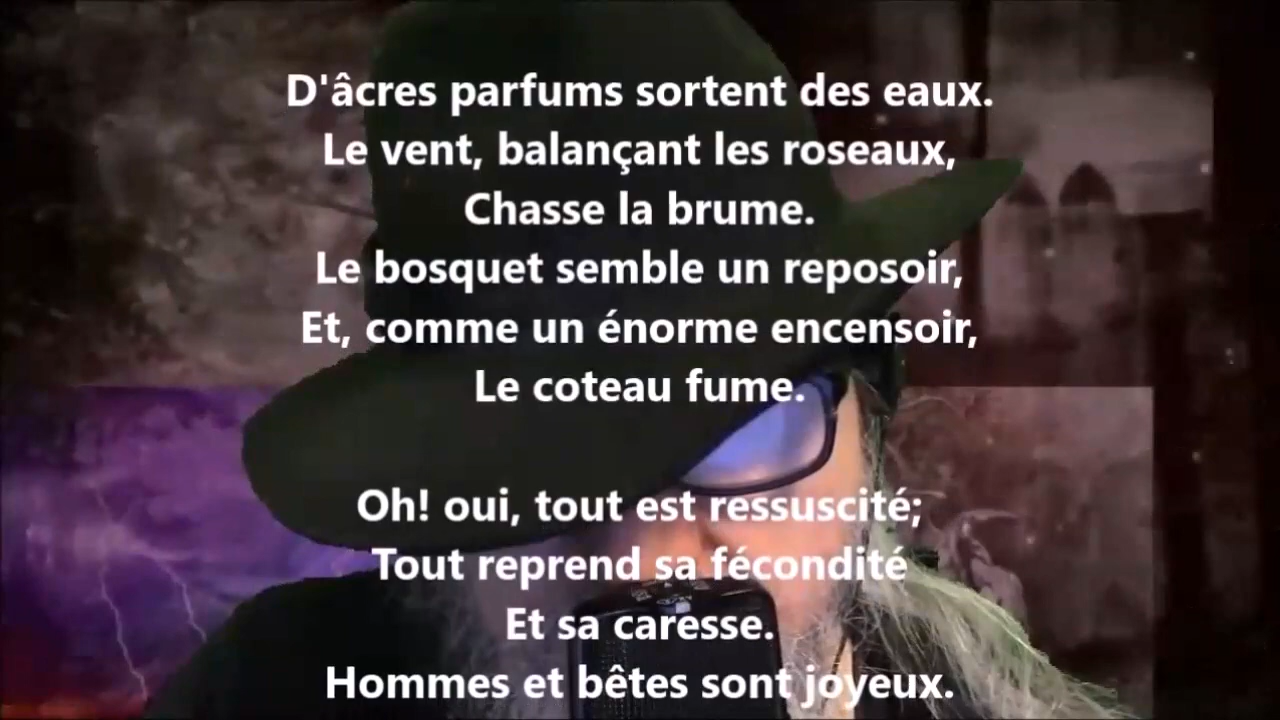 D'âcres parfums sortent des eaux.
Le vent, balançant les roseaux,
Chasse la brume.
Le bosquet semble un reposoir,
Et, comme un énorme encensoir,
Le coteau fume.
Oh! oui, tout est ressuscité;
Tout reprend sa fécondité
Et sa caresse.
Hommes et bêtes sont joyeux.